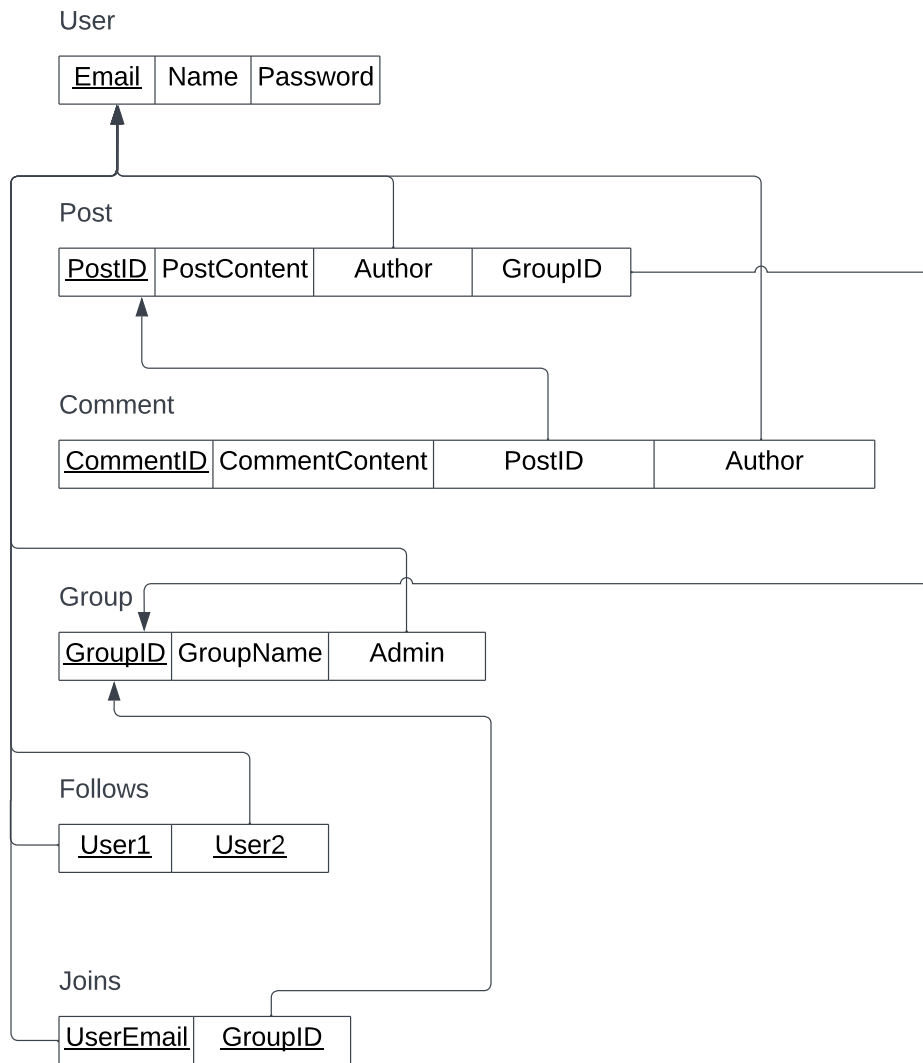 User
Email Name Password
Post
PostID PostContent Author GroupID
Comment
CommentID CommentContent PostID Author
Group
GroupID GroupName Admin
Follows
User1 User2
Joins
UserEmail GroupID